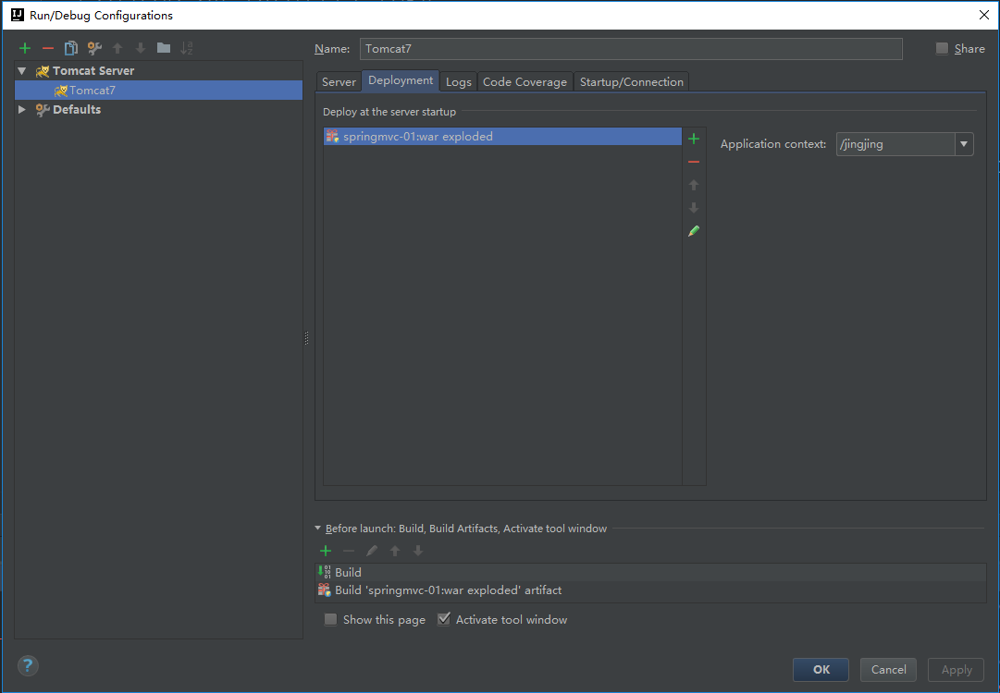 Run/Debug Configurations
Name: Tomcat7 Share
Tomcat Server
Tomcat7
Defaults
Server Deployment Logs Code Coverage Startup/Connection
Deploy at the server startup
springmvc-01:war exploded
Application context: /jingjing
Before launch: Build, Build Artifacts, Activate tool window
Build
Build 'springmvc-01:war exploded' artifact
Show this page Activate tool window
? OK Cancel Apply